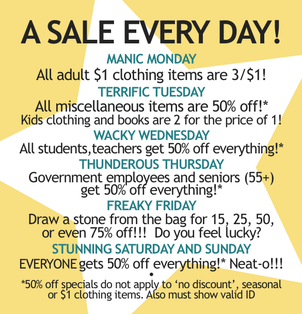 A SALE EVERY DAY!
MANIC MONDAY
All adult $1 clothing items are 3/$1!
TERRIFIC TUESDAY
All miscellaneous items are 50% off!*
Kids clothing and books are 2 for the price of 1!
WACKY WEDNESDAY
All students,teachers get 50% off everything!*
THUNDEROUS THURSDAY
Government employees and seniors (55+)
get 50% off everything!*
FREAKY FRIDAY
Draw a stone from the bag for 15, 25, 50,
or even 75% off!!! Do you feel lucky?
STUNNING SATURDAY AND SUNDAY
EVERYONE gets 50% off everything!* Neat-o!!!
•
*50% off specials do not apply to ‘no discount’, seasonal
or $1 clothing items. Also must show valid ID